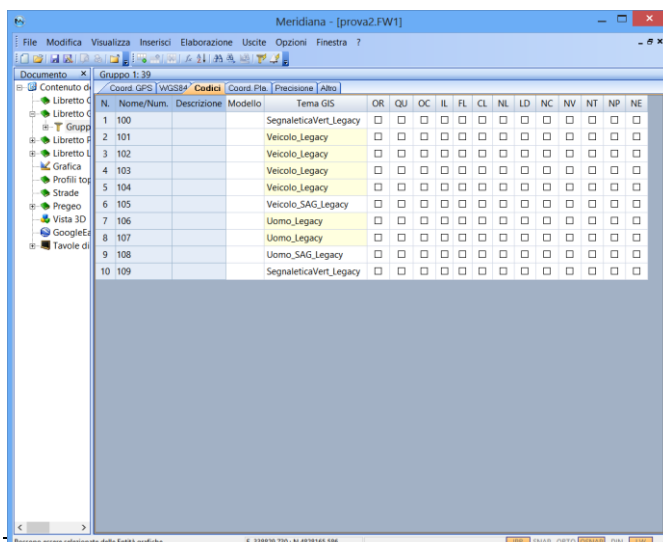 Meridiana - [prova2.FW1]
File Modifica Visualizza Inserisci Elaborazione Uscite Opzioni Finestra ?
Documento × Gruppo 1: 39
Contenuto d
Libretto
Libretto
Grupp
Libretto
Libretto
Grafica
Profili top
Strade
Pregeo
Vista 3D
GoogleEa
Tavole di
Coord. GPS WGS84 Codici Coord. Pta. Precisione Altro
N. Nome/Num. Descrizione Modello Tema GIS OR QU OC IL FL CL NL LD NC NV NT NP NE
1 100 SegnaleticaVert_Legacy
2 101 Veicolo_Legacy
3 102 Veicolo_Legacy
4 103 Veicolo_Legacy
5 104 Veicolo_Legacy
6 105 Veicolo_SAG_Legacy
7 106 Uomo_Legacy
8 107 Uomo_Legacy
9 108 Uomo_SAG_Legacy
10 109 SegnaleticaVert_Legacy